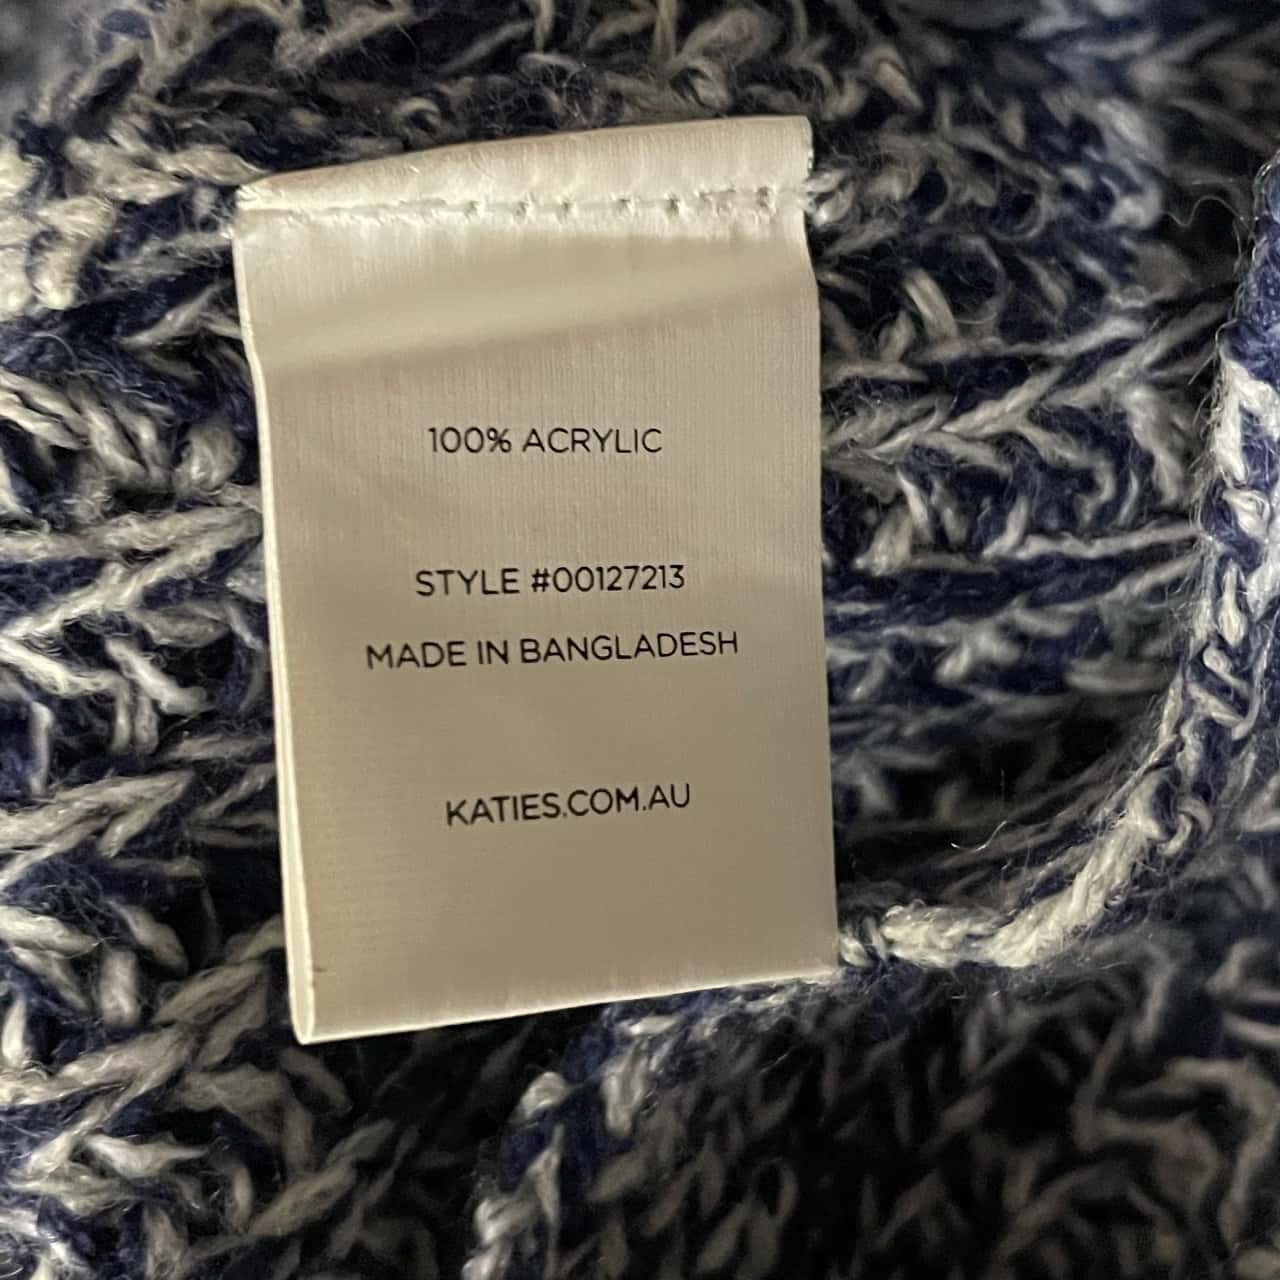 100% ACRYLIC
STYLE #00127213
MADE IN BANGLADESH
KATIES.COM.AU